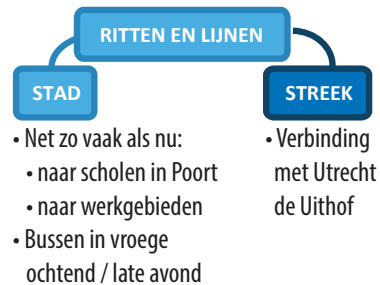 RITTEN EN LIJNEN
STAD
• Net zo vaak als nu:
• naar scholen in Poort
• naar werkgebieden
• Bussen in vroege
ochtend / late avond
STREEK
• Verbinding
met Utrecht
de Uithof